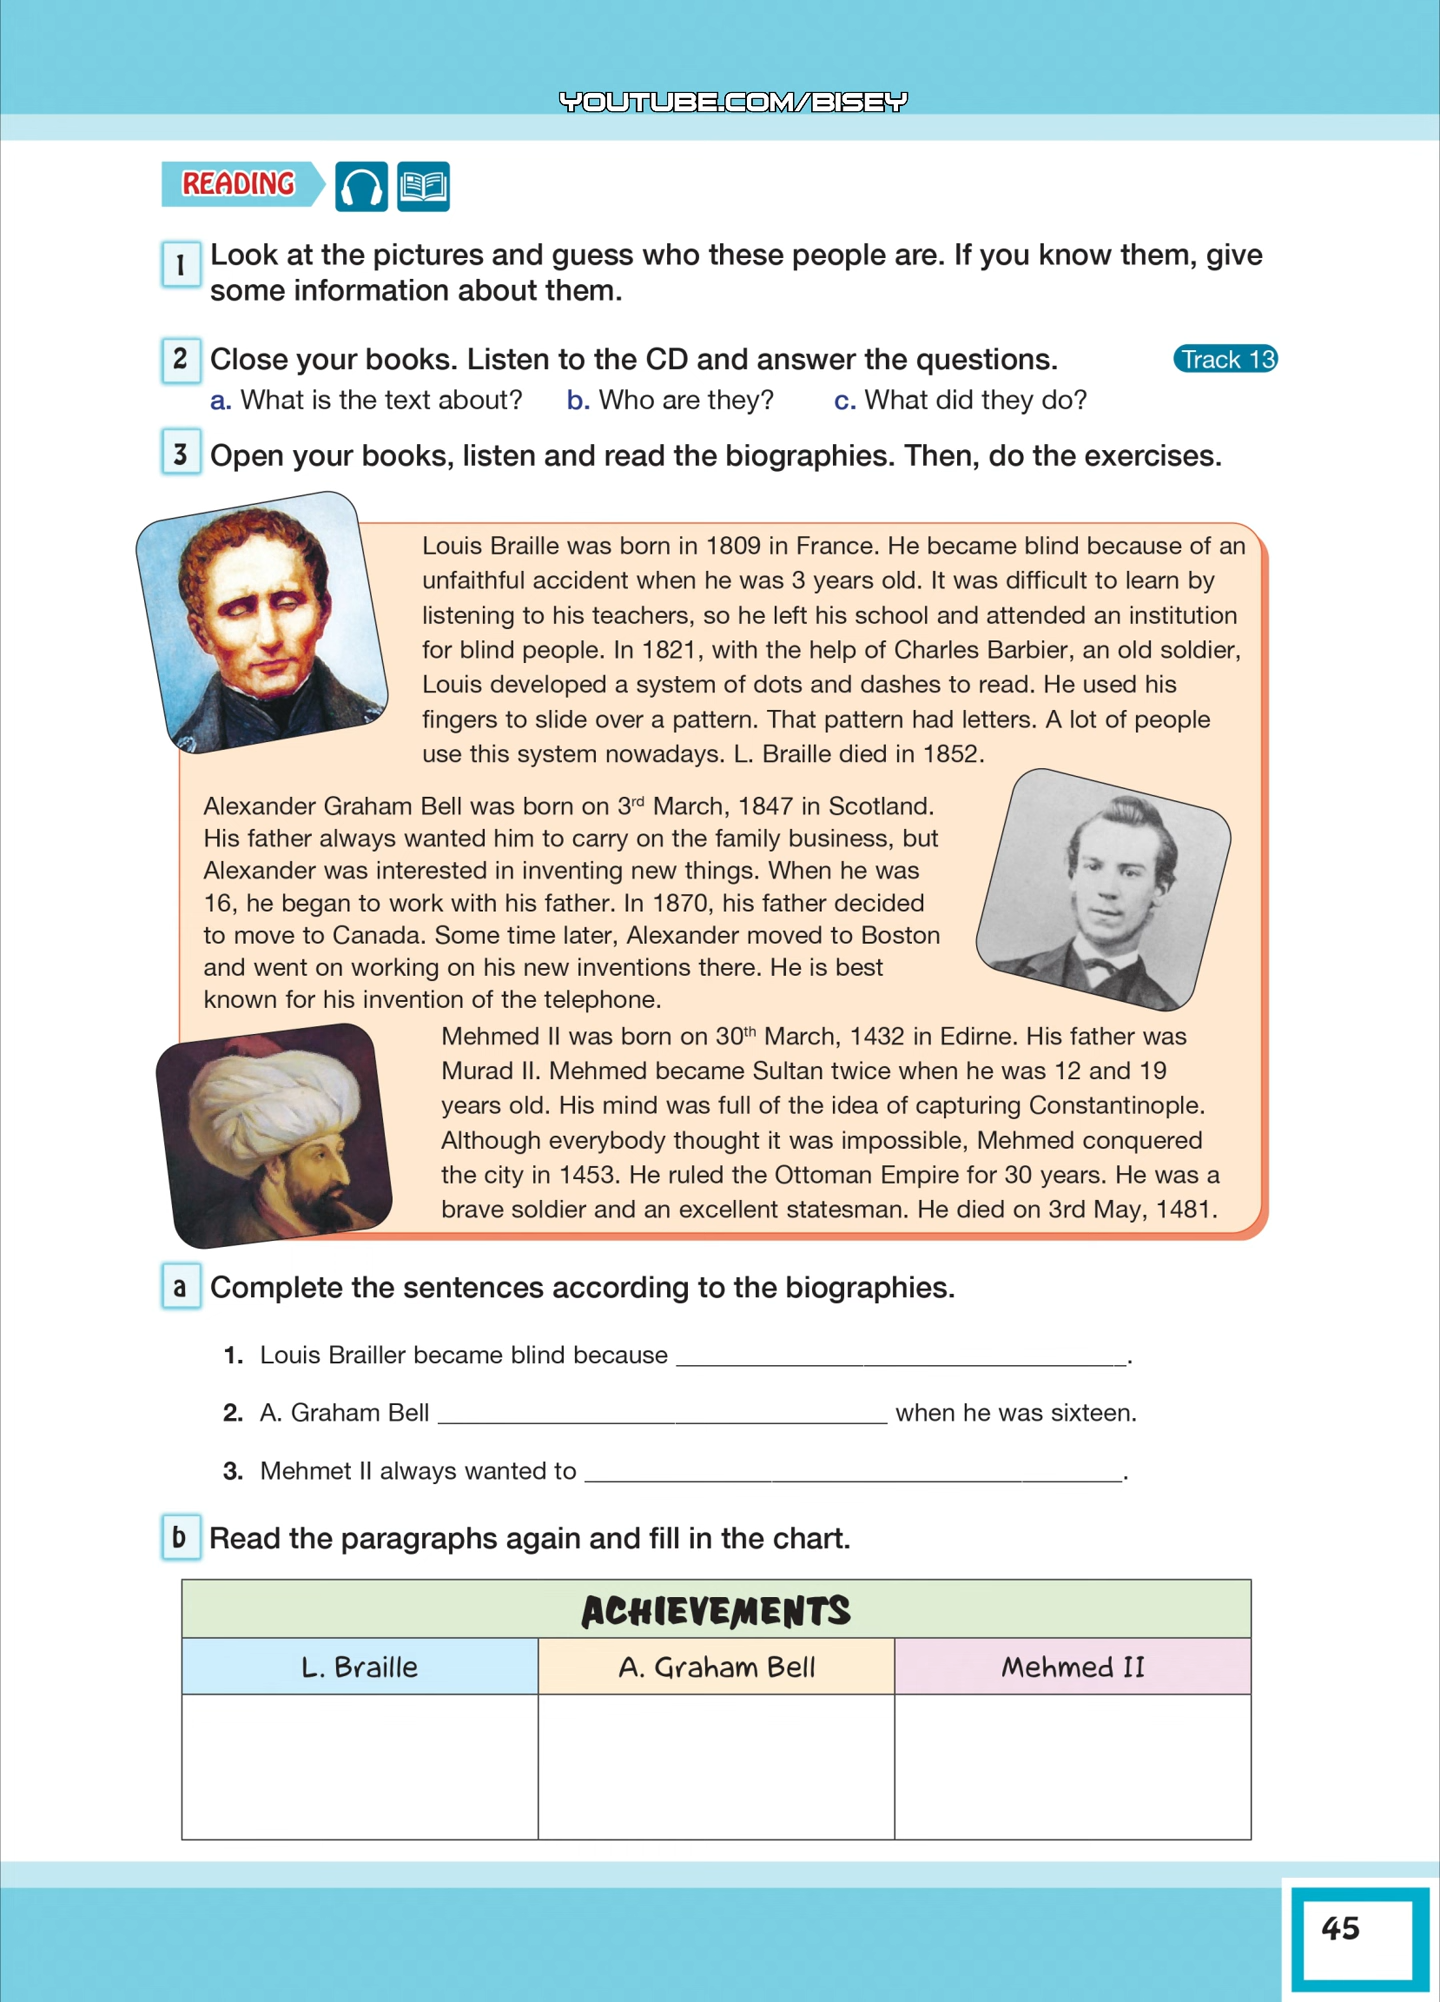 YOUTUBE.COM/BISEY
READING
1 Look at the pictures and guess who these people are. If you know them, give
some information about them.
2 Close your books. Listen to the CD and answer the questions. Track 13
a. What is the text about? b. Who are they? c. What did they do?
3 Open your books, listen and read the biographies. Then, do the exercises.
Louis Braille was born in 1809 in France. He became blind because of an
unfaithful accident when he was 3 years old. It was difficult to learn by
listening to his teachers, so he left his school and attended an institution
for blind people. In 1821, with the help of Charles Barbier, an old soldier,
Louis developed a system of dots and dashes to read. He used his
fingers to slide over a pattern. That pattern had letters. A lot of people
use this system nowadays. L. Braille died in 1852.
Alexander Graham Bell was born on 3rd March, 1847 in Scotland.
His father always wanted him to carry on the family business, but
Alexander was interested in inventing new things. When he was
16, he began to work with his father. In 1870, his father decided
to move to Canada. Some time later, Alexander moved to Boston
and went on working on his new inventions there. He is best
known for his invention of the telephone.
Mehmed II was born on 30th March, 1432 in Edirne. His father was
Murad II. Mehmed became Sultan twice when he was 12 and 19
years old. His mind was full of the idea of capturing Constantinople.
Although everybody thought it was impossible, Mehmed conquered
the city in 1453. He ruled the Ottoman Empire for 30 years. He was a
brave soldier and an excellent statesman. He died on 3rd May, 1481.
a Complete the sentences according to the biographies.
1. Louis Brailler became blind because ______________________________.
2. A. Graham Bell ______________________________ when he was sixteen.
3. Mehmet II always wanted to ____________________________________.
b Read the paragraphs again and fill in the chart.
ACHIEVEMENTS
L. Braille A. Graham Bell Mehmed II
45